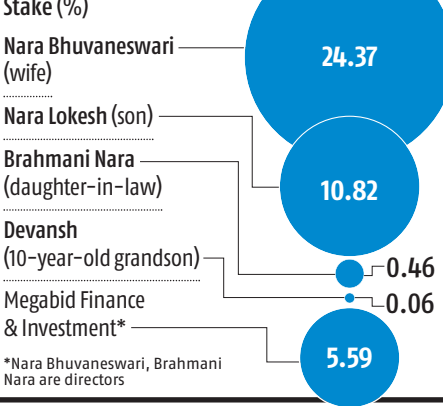 Stake (%)
Nara Bhuvaneswari
(wife)
24.37
Nara Lokesh (son)
10.82
Brahmani Nara
(daughter-in-law)
0.46
Devansh
(10-year-old grandson)
0.06
Megabid Finance
& Investment*
5.59
*Nara Bhuvaneswari, Brahmani
Nara are directors